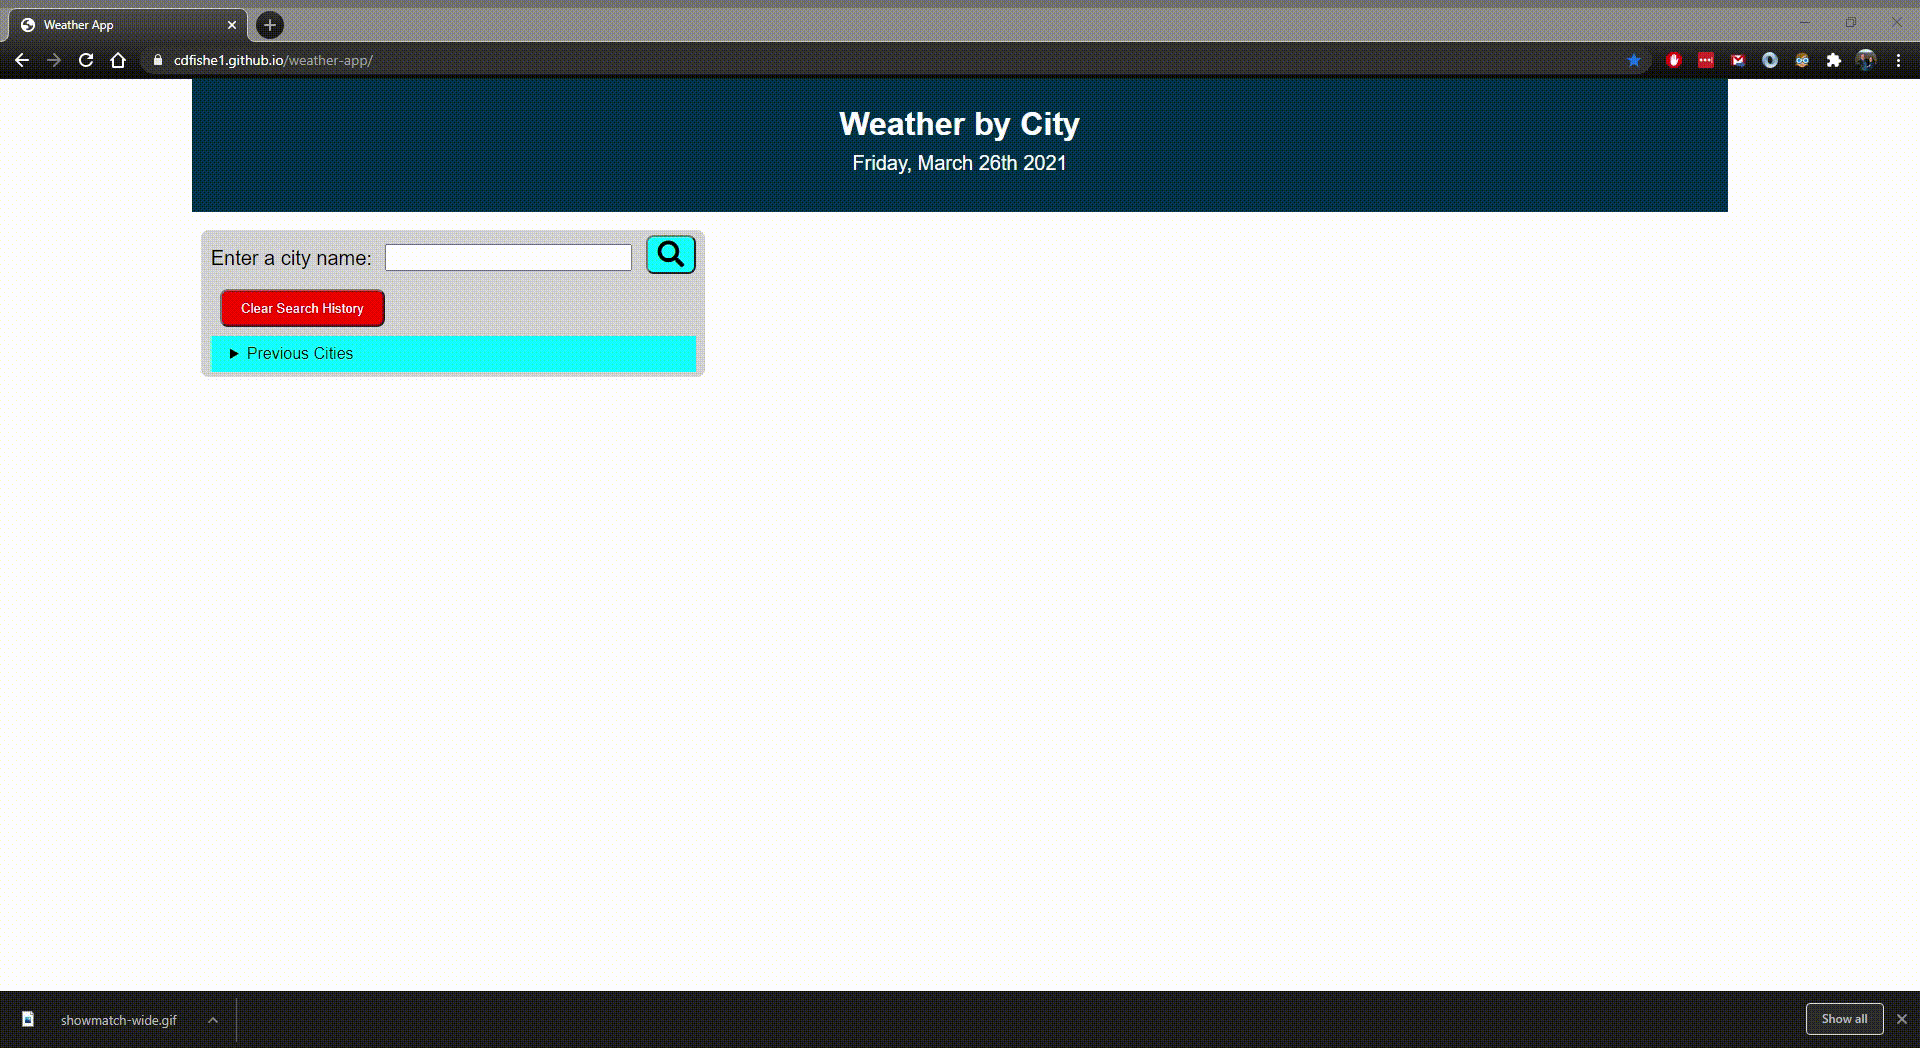 Weather App
cdfishe1.github.io/weather-app/
Weather by City
Friday, March 26th 2021
Enter a city name:
Clear Search History
Previous Cities
showmatch-wide.gif
Show all